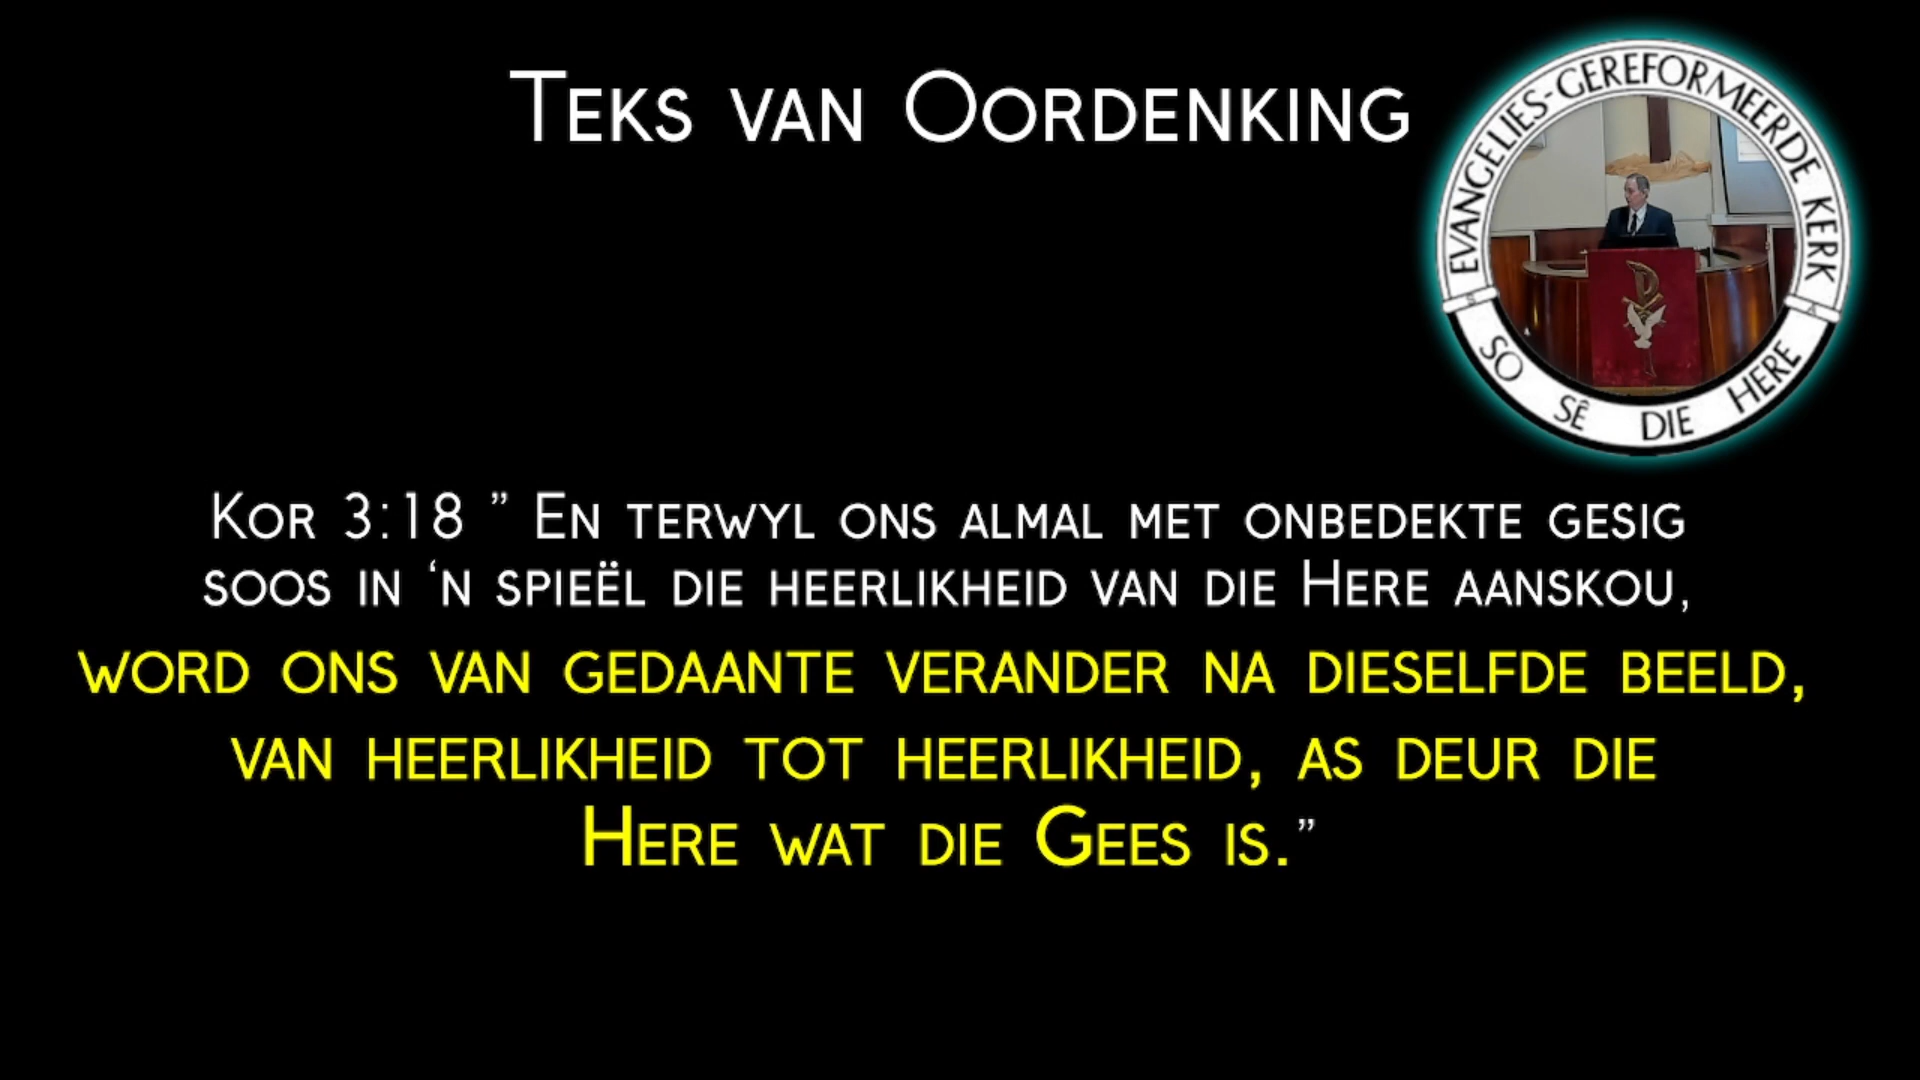 Teks van Oordenking
EVANGELIES-GEREFORMEERDE KERK
SO SÊ DIE HERE
Kor 3:18 ” En terwyl ons almal met onbedekte gesig
soos in ‘n spieël die heerlikheid van die Here aanskou,
word ons van gedaante verander na dieselfde beeld,
van heerlikheid tot heerlikheid, as deur die
Here wat die Gees is.”